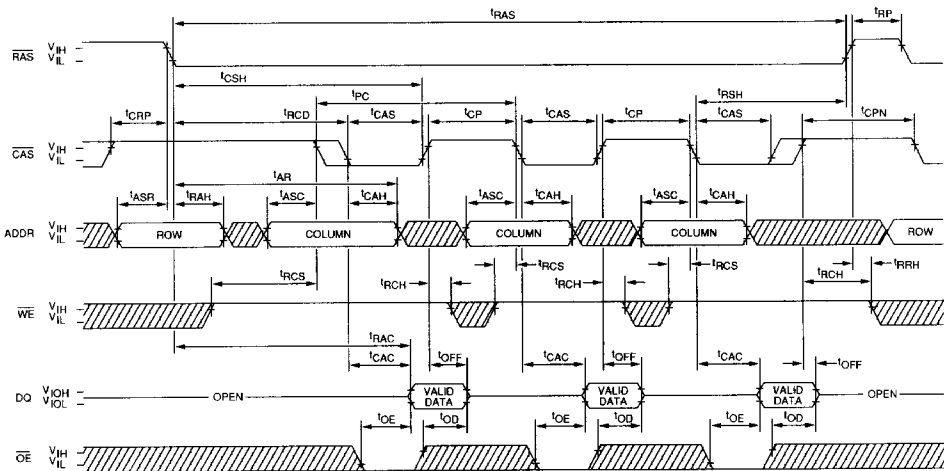 tRAS tRP
RAS VIH VIL
tCSH
tPC tRSH
tCRP tRCD tCAS tCP tCAS tCP tCAS tCPN
CAS VIH VIL
tAR
tASR tRAH tASC tCAH tASC tCAH tASC tCAH
ADDR VIH VIL ROW COLUMN COLUMN COLUMN ROW
tRCS tRCH tRCS tRCH tRCS tRCH tRRH
WE VIH VIL
tRAC
tCAC tOFF tCAC tOFF tCAC tOFF
DQ VIOH VIOL OPEN VALID DATA VALID DATA VALID DATA OPEN
tOE tOD tOE tOD tOE tOD
OE VIH VIL